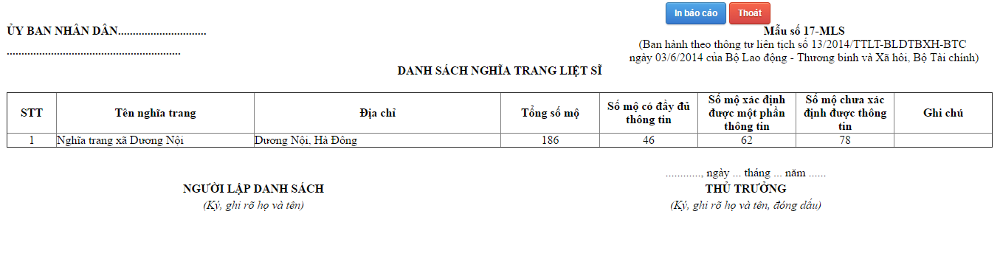 In báo cáo Thoát
ỦY BAN NHÂN DÂN..............................
Mẫu số 17-MLS
(Ban hành theo thông tư liên tịch số 13/2014/TTLT-BLDTBXH-BTC
...........................................................
ngày 03/6/2014 của Bộ Lao động - Thương binh và Xã hôi, Bộ Tài chính)
DANH SÁCH NGHĨA TRANG LIỆT SĨ
STT
Tên nghĩa trang
Địa chỉ
Tổng số mộ
Số mộ có đầy đủ
thông tin
Số mộ xác định
được một phần
thông tin
Số mộ chưa xác
định được thông
tin
Ghi chú
1 Nghĩa trang xã Dương Nội Dương Nội, Hà Đông 186 46 62 78
............, ngày ... tháng ... năm ......
NGƯỜI LẬP DANH SÁCH
(Ký, ghi rõ họ và tên)
THỦ TRƯỞNG
(Ký, ghi rõ họ và tên, đóng dấu)